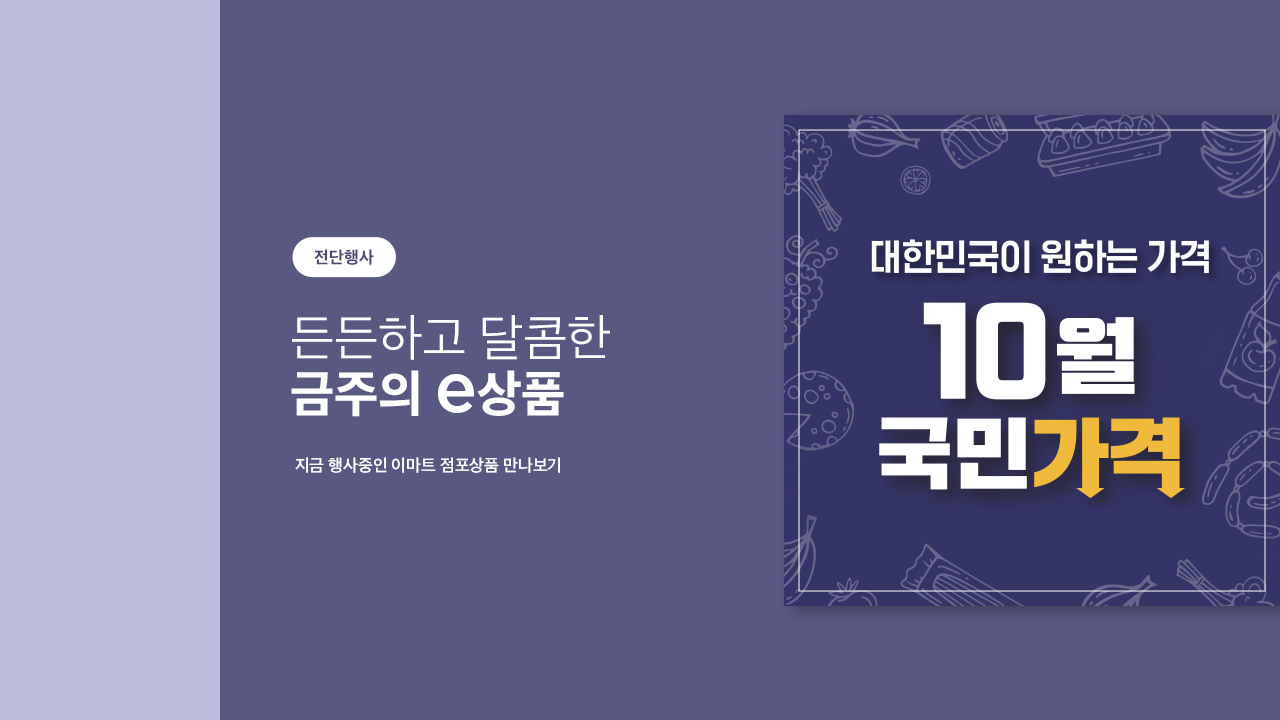 전단행사
든든하고 달콤한
금주의 e상품
지금 행사중인 이마트 점포상품 만나보기
대한민국이 원하는 가격
10월
국민가격